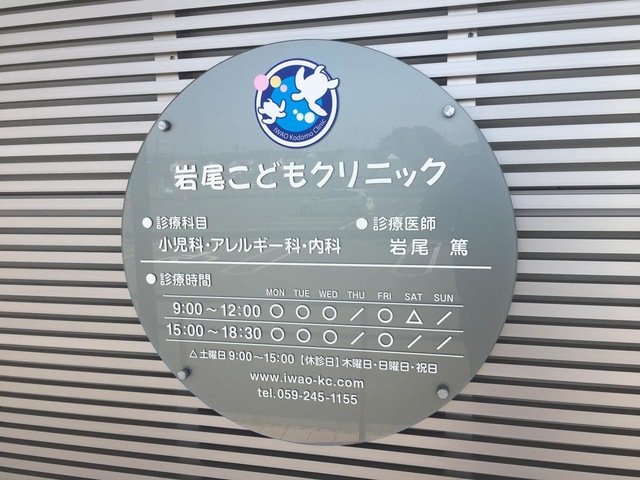 IWAO Kodomo Clinic
岩尾こどもクリニック
●診療科目 ●診療医師
小児科・アレルギー科・内科 岩尾 篤
●診療時間
MON TUE WED THU FRI SAT SUN
9:00～12:00 ○ ○ ○ ／ ○ △ ／
15:00～18:30 ○ ○ ○ ／ ○ ／ ／
△土曜日 9:00～15:00 【休診日】木曜日・日曜日・祝日
www.iwao-kc.com
tel.059-245-1155